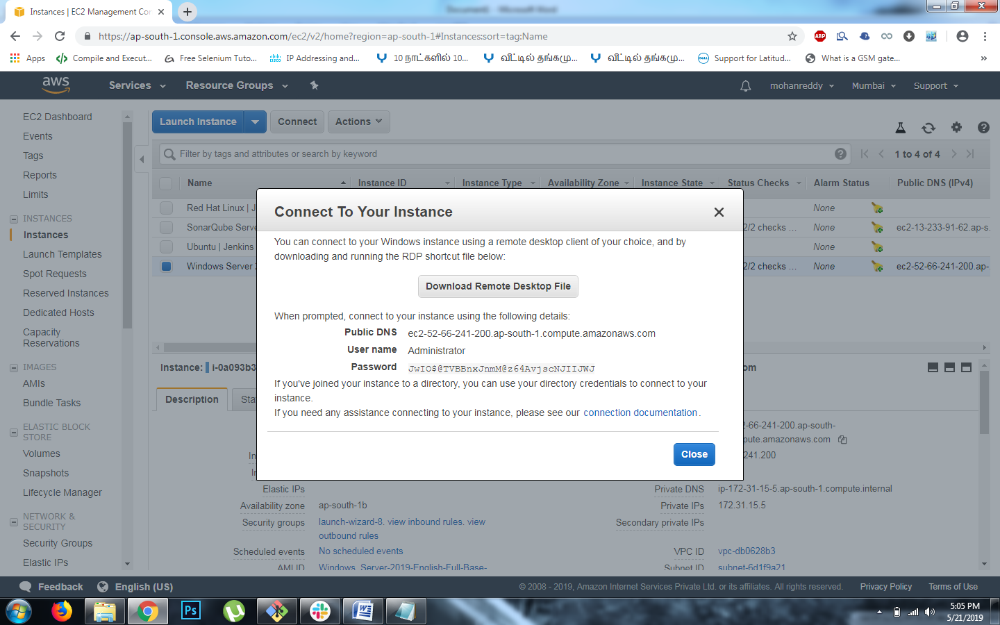 Instances | EC2 Management Con
Document1 - Microsoft Word
https://ap-south-1.console.aws.amazon.com/ec2/v2/home?region=ap-south-1#Instances:sort=tag:Name
ABP
Apps
Compile and Execut...
Free Selenium Tuto...
IP Addressing and...
10 நாட்களில் 10...
வீட்டில் தங்கமு...
வீட்டில் தங்கமு...
Support for Latitud...
What is a GSM gate...
aws
Services
Resource Groups
mohanreddy
Mumbai
Support
EC2 Dashboard
Events
Tags
Reports
Limits
INSTANCES
Instances
Launch Templates
Spot Requests
Reserved Instances
Dedicated Hosts
Capacity
Reservations
IMAGES
AMIs
Bundle Tasks
ELASTIC BLOCK
STORE
Volumes
Snapshots
Lifecycle Manager
NETWORK &
SECURITY
Security Groups
Elastic IPs
Launch Instance
Connect
Actions
Filter by tags and attributes or search by keyword
1 to 4 of 4
Name
Instance ID
Instance Type
Availability Zone
Instance State
Status Checks
Alarm Status
Public DNS (IPv4)
Red Hat Linux | J
None
SonarQube Serve
2/2 checks ...
None
ec2-13-233-91-62.ap-s...
Ubuntu | Jenkins
None
Windows Server 2
2/2 checks ...
None
ec2-52-66-241-200.ap-...
Connect To Your Instance
You can connect to your Windows instance using a remote desktop client of your choice, and by
downloading and running the RDP shortcut file below:
Download Remote Desktop File
When prompted, connect to your instance using the following details:
Public DNS ec2-52-66-241-200.ap-south-1.compute.amazonaws.com
User name Administrator
Password JwIO$@TVBBnxJnmM@z64AvjscNJIIJWJ
If you've joined your instance to a directory, you can use your directory credentials to connect to your
instance.
If you need any assistance connecting to your instance, please see our connection documentation.
Close
Instance: i-0a093b3
om
Description
Sta
2-66-241-200.ap-south-
pute.amazonaws.com
241.200
Elastic IPs
Private DNS ip-172-31-15-5.ap-south-1.compute.internal
Availability zone ap-south-1b
Private IPs 172.31.15.5
Security groups launch-wizard-8. view inbound rules. view
outbound rules
Secondary private IPs
Scheduled events No scheduled events
VPC ID vpc-db0628b3
AMI ID Windows_Server-2019-English-Full-Base-
Subnet ID subnet-6d1f9a21
Feedback
English (US)
© 2008 - 2019, Amazon Internet Services Private Ltd. or its affiliates. All rights reserved.
Privacy Policy
Terms of Use
Ps
5:05 PM
5/21/2019